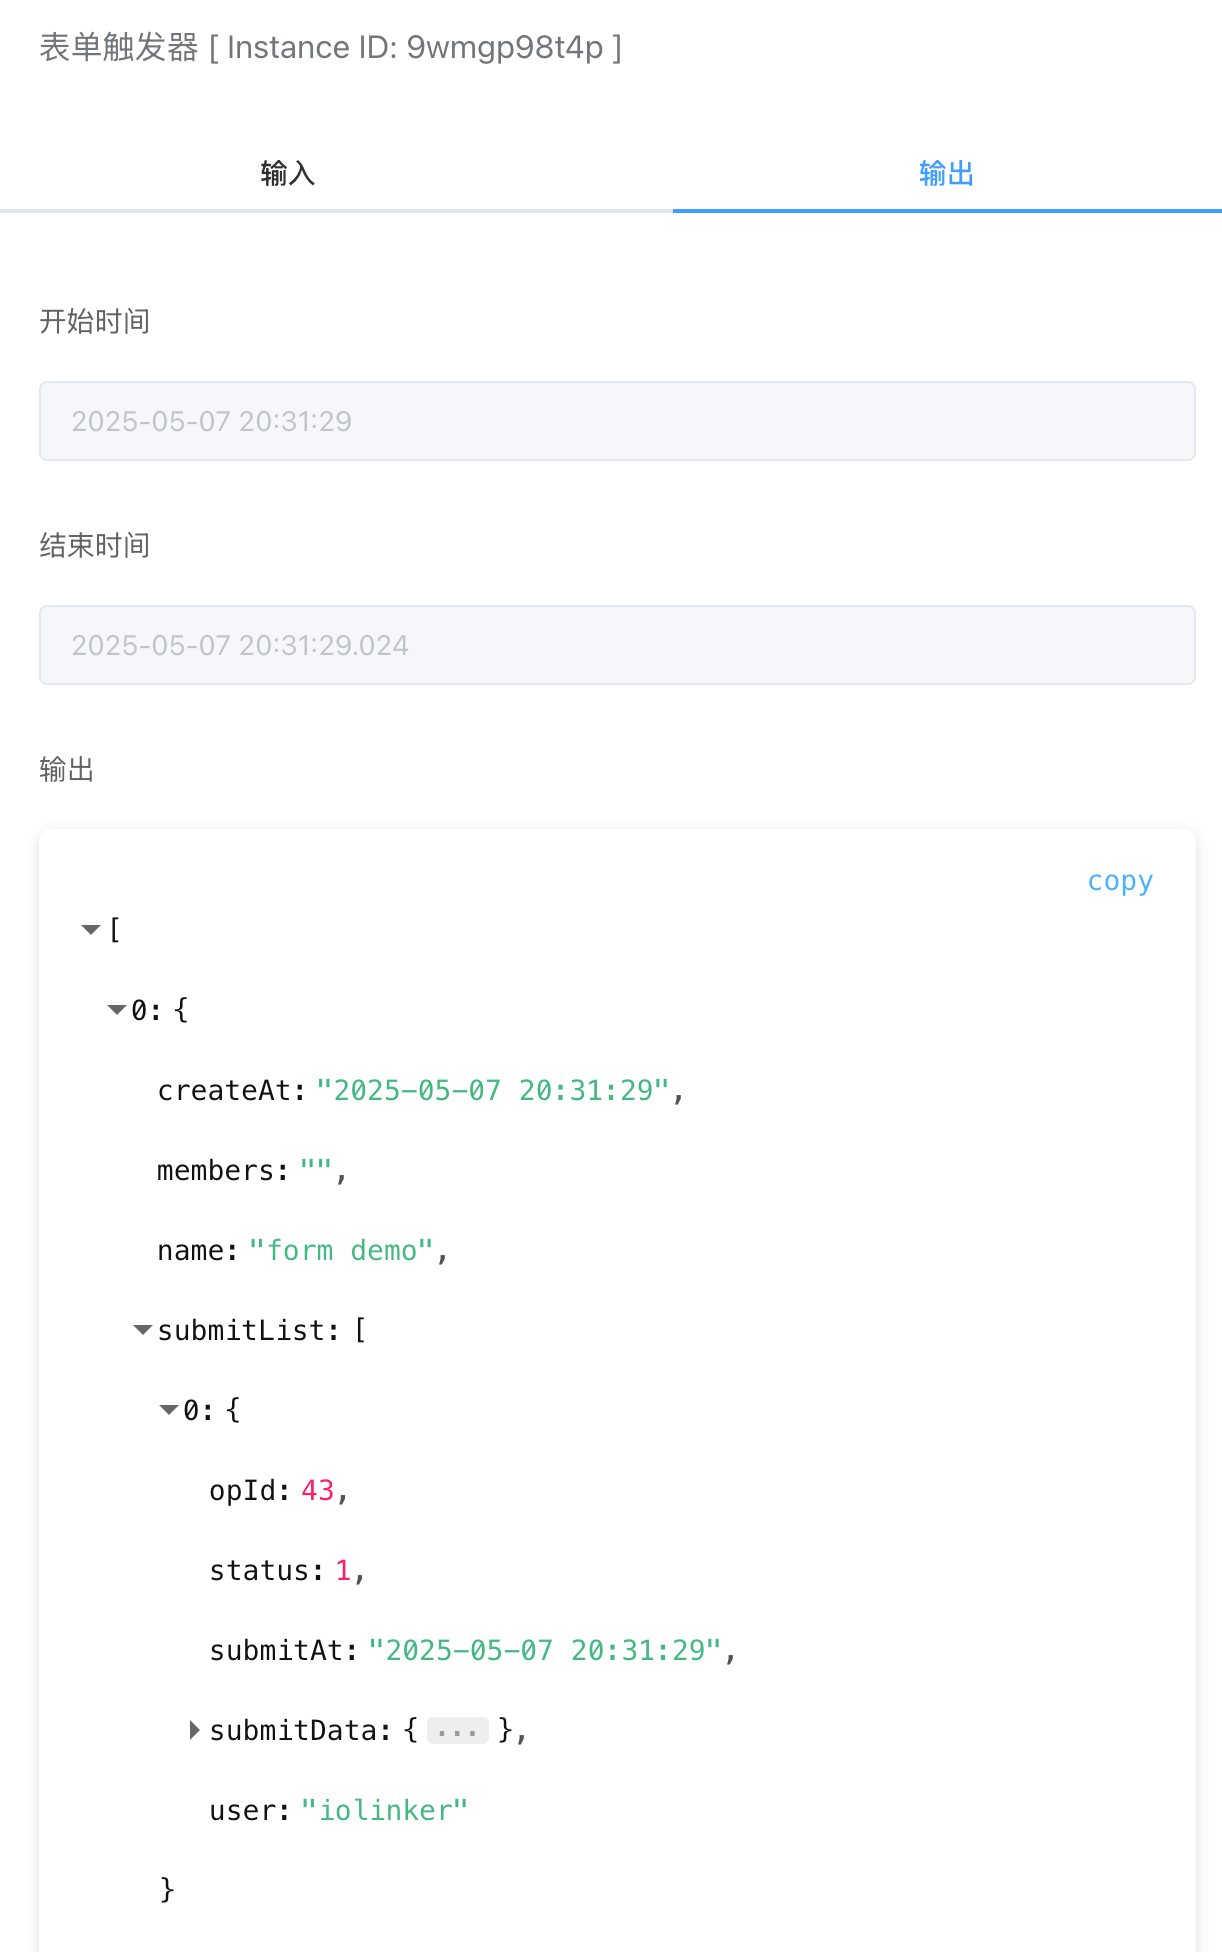 表单触发器 [ Instance ID: 9wmgp98t4p ]
输入
输出
开始时间
2025-05-07 20:31:29
结束时间
2025-05-07 20:31:29.024
输出
copy
[
0: {
createAt: "2025-05-07 20:31:29",
members: "",
name: "form demo",
submitList: [
0: {
opId: 43,
status: 1,
submitAt: "2025-05-07 20:31:29",
submitData: { ... },
user: "iolinker"
}